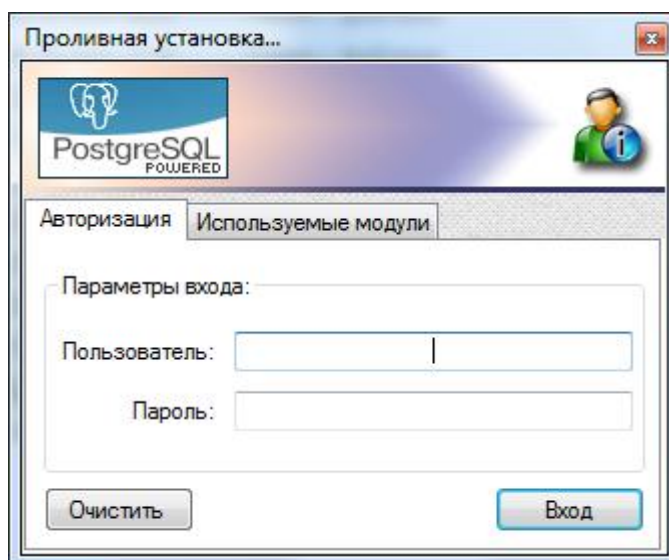 Проливная установка...
PostgreSQL
POWERED
Авторизация Используемые модули
Параметры входа:
Пользователь:
Пароль:
Очистить Вход